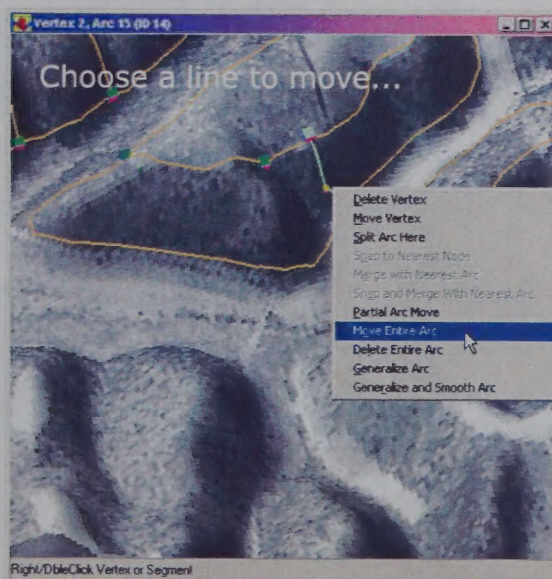 Vertex 2, Arc 15 (ID 14)
Choose a line to move...
Delete Vertex
Move Vertex
Split Arc Here
Snap to Nearest Node
Merge with Nearest Arc
Snap and Merge With Nearest Arc
Partial Arc Move
Move Entire Arc
Delete Entire Arc
Generalize Arc
Generalize and Smooth Arc
Right/DbleClick Vertex or Segment